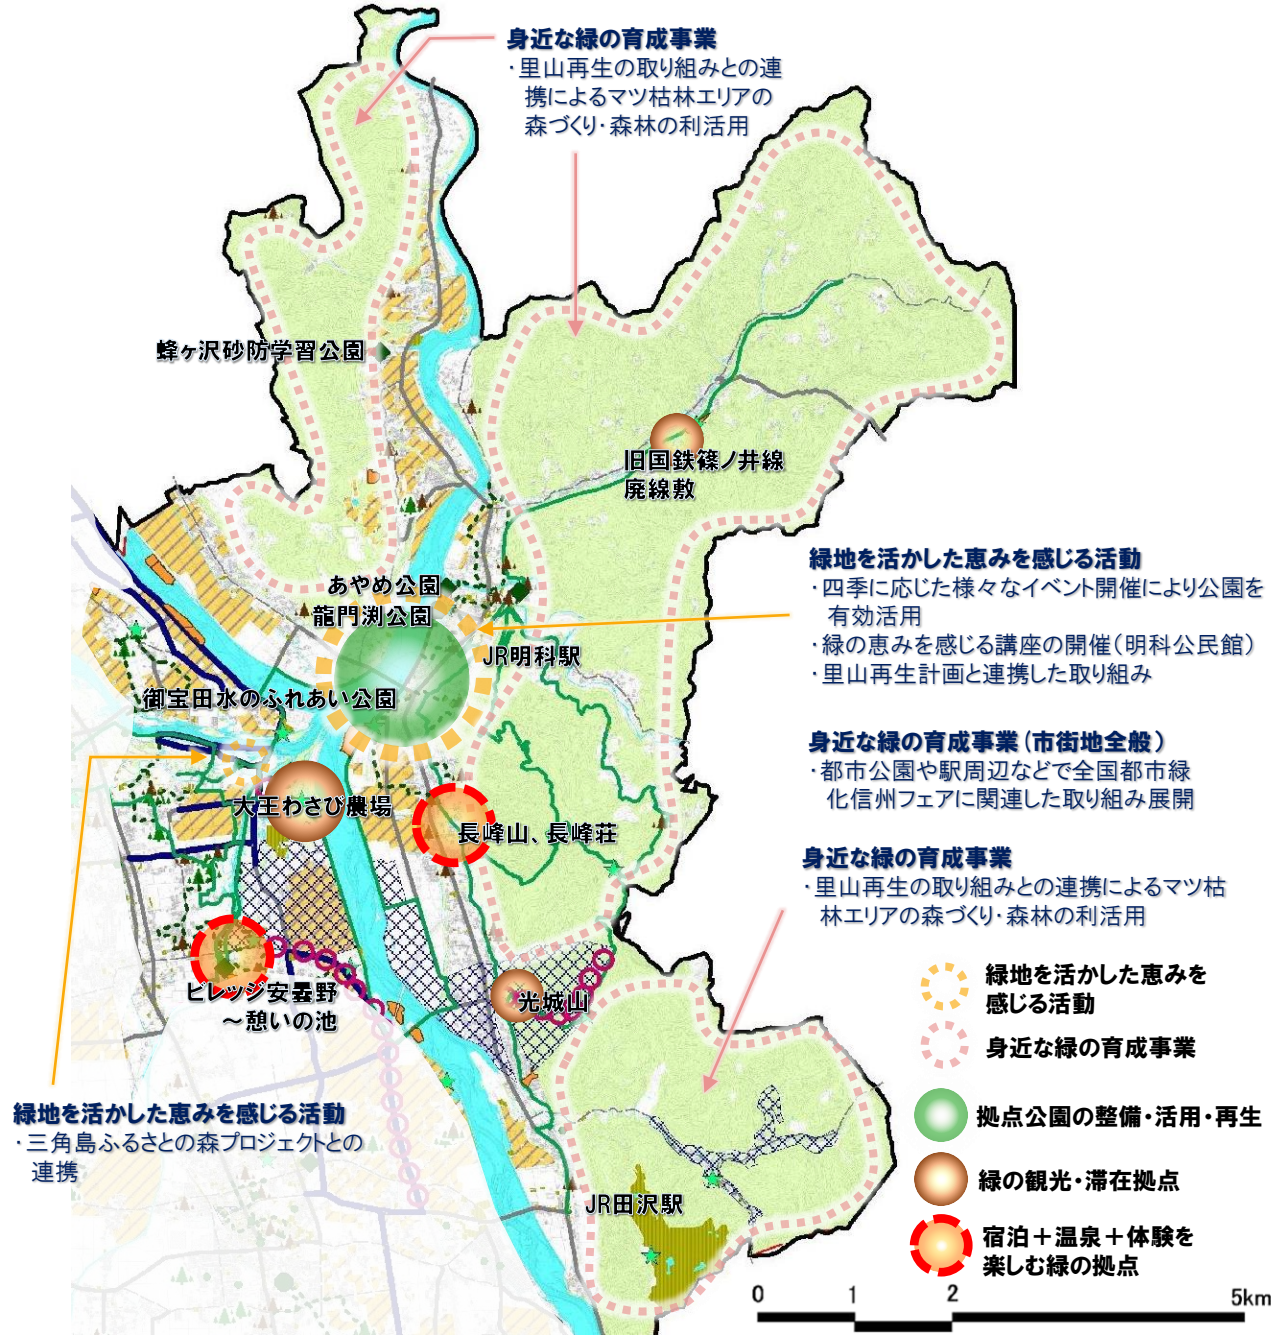 身近な緑の育成事業
・里山再生の取り組みとの連
携によるマツ枯林エリアの
森づくり・森林の利活用
蜂ヶ沢砂防学習公園
旧国鉄篠ノ井線
廃線敷
あやめ公園
龍門渕公園
JR明科駅
御宝田水のふれあい公園
大王わさび農場
長峰山、長峰荘
緑地を活かした恵みを感じる活動
・四季に応じた様々なイベント開催により公園を
有効活用
・緑の恵みを感じる講座の開催(明科公民館)
・里山再生計画と連携した取り組み
身近な緑の育成事業(市街地全般)
・都市公園や駅周辺などで全国都市緑
化信州フェアに関連した取り組み展開
身近な緑の育成事業
・里山再生の取り組みとの連携によるマツ枯
林エリアの森づくり・森林の利活用
ビレッジ安曇野
～憩いの池
光城山
緑地を活かした恵みを感じる活動
・三角島ふるさとの森プロジェクトとの
連携
JR田沢駅
緑地を活かした恵みを
感じる活動
身近な緑の育成事業
拠点公園の整備・活用・再生
緑の観光・滞在拠点
宿泊＋温泉＋体験を
楽しむ緑の拠点
0 1 2 5km